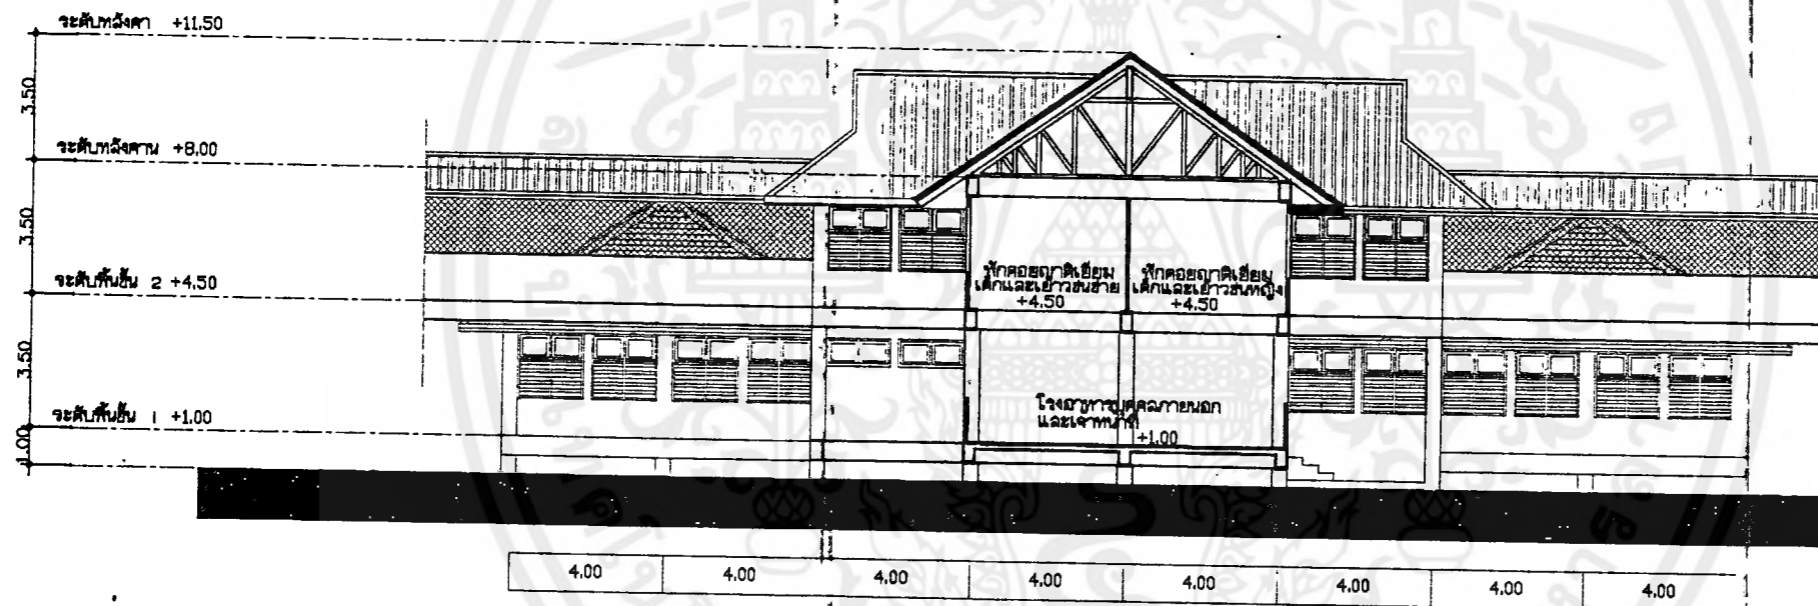 ระดับหลังคา +11.50
3.50
ระดับหลังคาน +8.00
3.50
ระดับพื้นชั้น 2 +4.50
3.50
ระดับพื้นชั้น 1 +1.00
1.00
พักคอยญาติเยี่ยม
เด็กและเยาวชนชาย
+4.50
พักคอยญาติเยี่ยม
เด็กและเยาวชนหญิง
+4.50
โรงอาหารบุคคลภายนอก
และเจ้าหน้าที่
+1.00
4.00 4.00 4.00 4.00 4.00 4.00 4.00 4.00